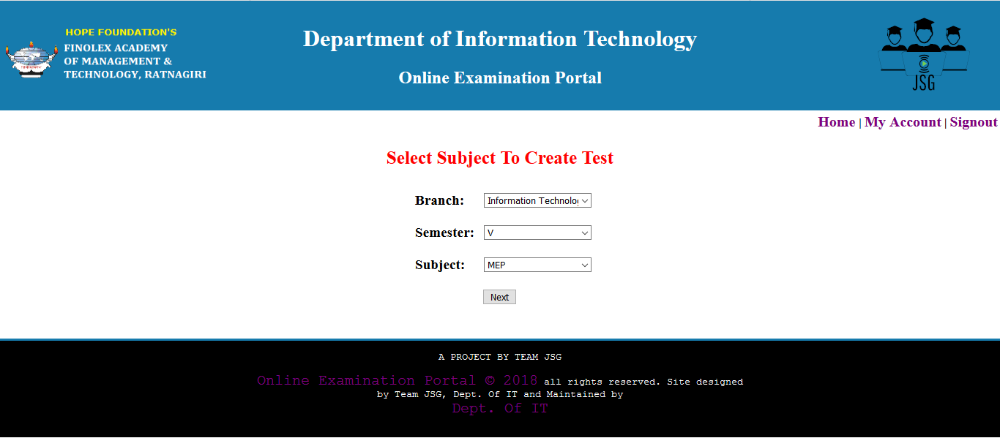 HOPE FOUNDATION'S
FINOLEX ACADEMY
OF MANAGEMENT &
TECHNOLOGY, RATNAGIRI
Department of Information Technology
Online Examination Portal
JSG
Home | My Account | Signout
Select Subject To Create Test
Branch: Information Technolog
Semester: V
Subject: MEP
Next
A PROJECT BY TEAM JSG
Online Examination Portal © 2018 all rights reserved. Site designed
by Team JSG, Dept. Of IT and Maintained by
Dept. Of IT